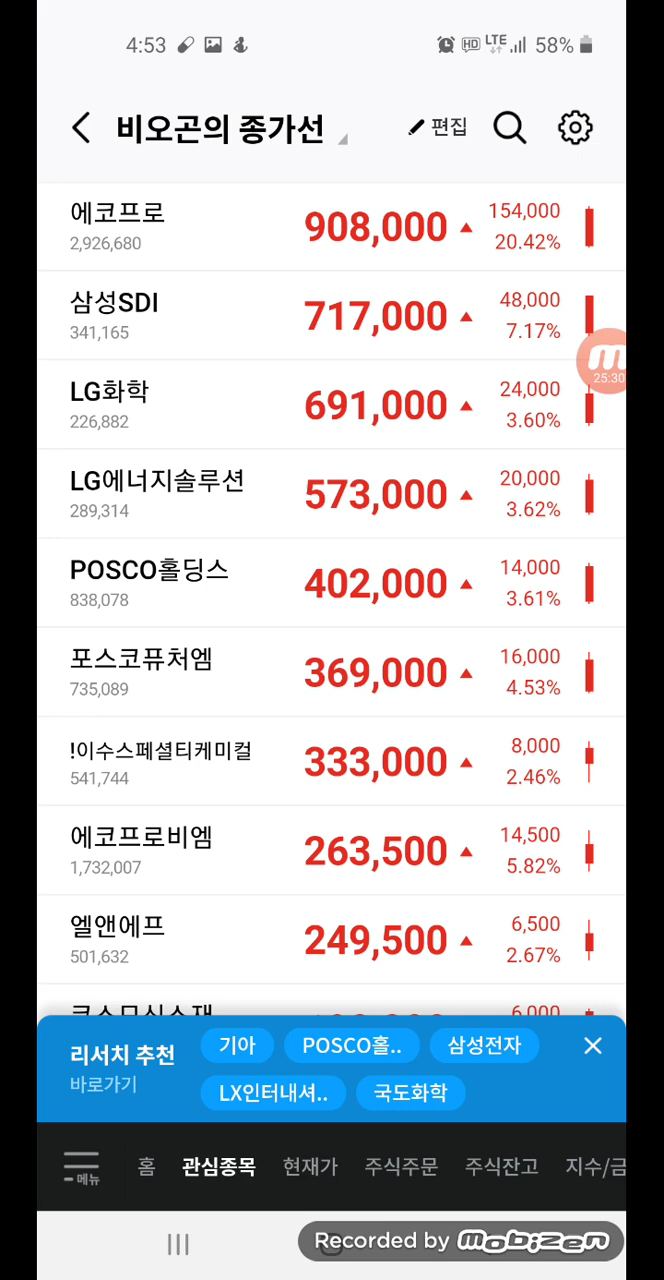 4:53 HD LTE 58%
비오곤의 종가선 편집
에코프로 908,000 ▲ 154,000
2,926,680 20.42%
삼성SDI 717,000 ▲ 48,000
341,165 7.17%
25:30
LG화학 691,000 ▲ 24,000
226,882 3.60%
LG에너지솔루션 573,000 ▲ 20,000
289,314 3.62%
POSCO홀딩스 402,000 ▲ 14,000
838,078 3.61%
포스코퓨처엠 369,000 ▲ 16,000
735,089 4.53%
!이수스페셜티케미컬 333,000 ▲ 8,000
541,744 2.46%
에코프로비엠 263,500 ▲ 14,500
1,732,007 5.82%
엘앤에프 249,500 ▲ 6,500
501,632 2.67%
6,000
리서치 추천 기아 POSCO홀.. 삼성전자
바로가기 LX인터내셔.. 국도화학
메뉴 홈 관심종목 현재가 주식주문 주식잔고 지수/금
Recorded by mobizen